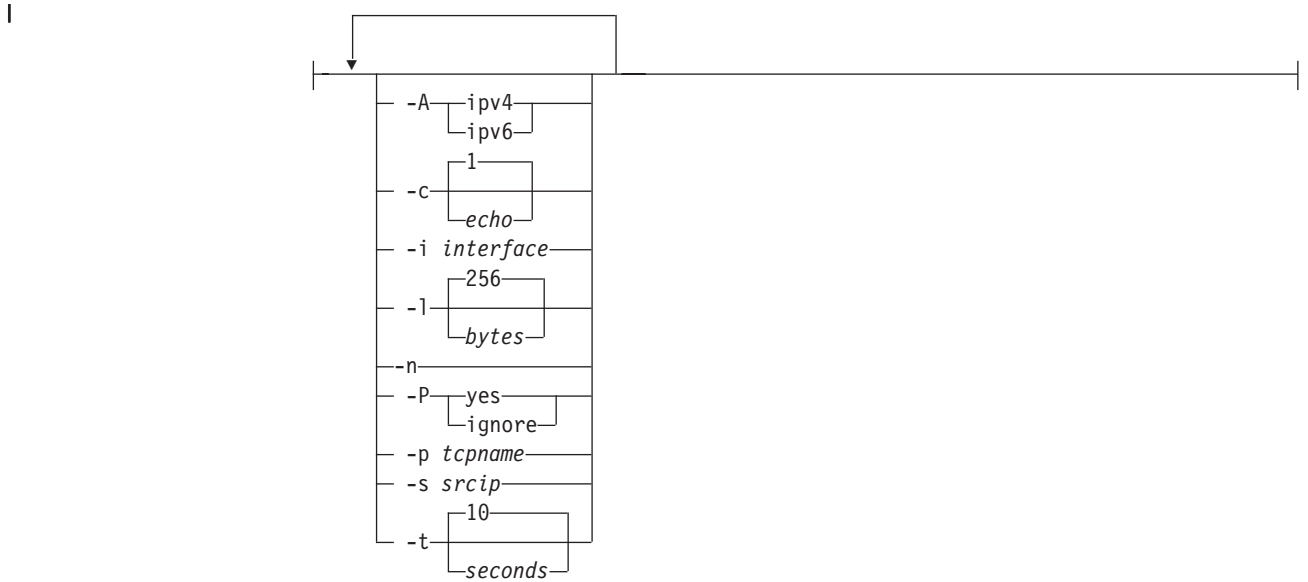 -A ipv4
ipv6
1
-c
echo
-i interface
256
-l
bytes
-n
-P yes
ignore
-p tcpname
-s srcip
10
-t
seconds